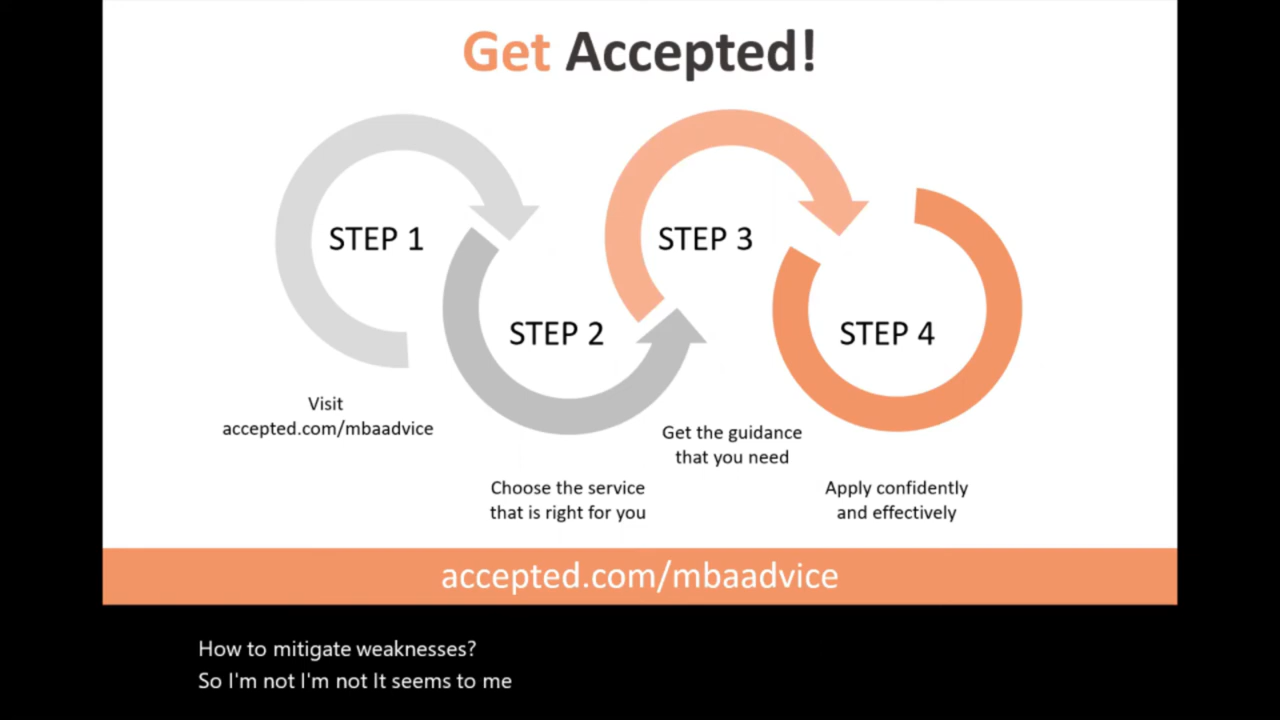 Get Accepted!
STEP 1
STEP 3
STEP 2
STEP 4
Visit
accepted.com/mbaadvice
Get the guidance
that you need
Choose the service
that is right for you
Apply confidently
and effectively
accepted.com/mbaadvice
How to mitigate weaknesses?
So I'm not I'm not It seems to me